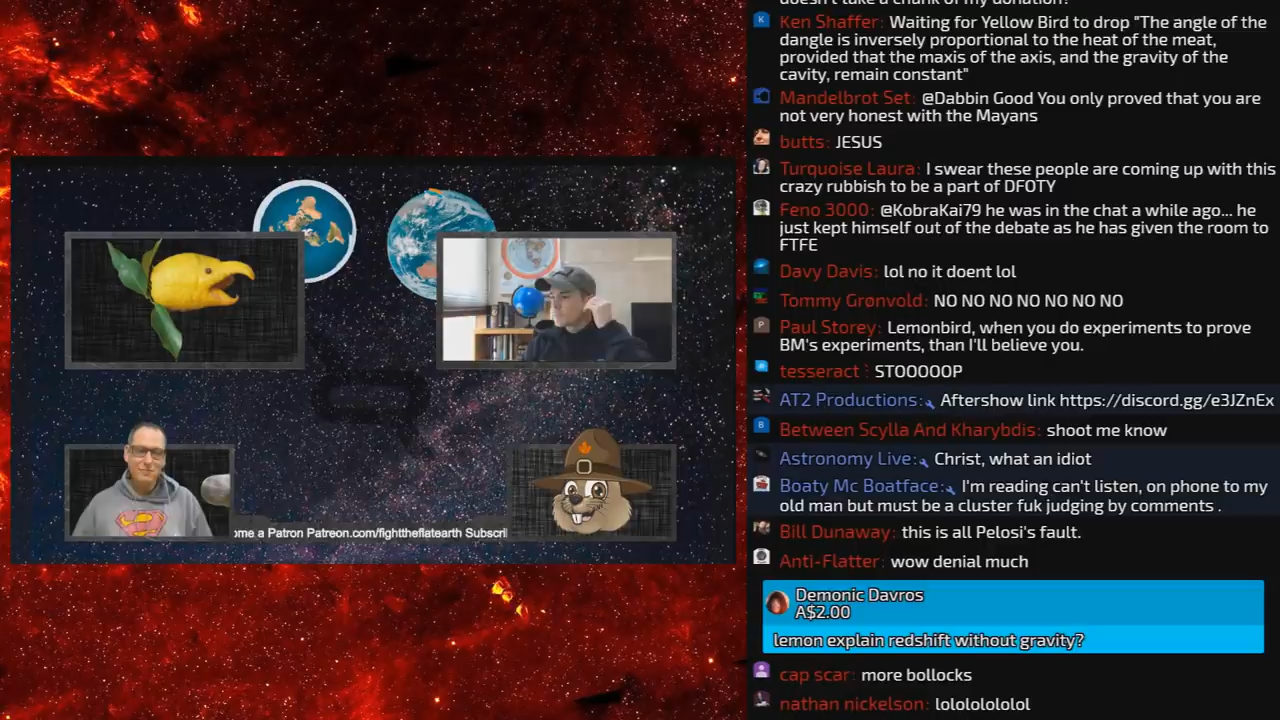 doesn't take a chunk of my donation?
Ken Shaffer: Waiting for Yellow Bird to drop "The angle of the
dangle is inversely proportional to the heat of the meat,
provided that the maxis of the axis, and the gravity of the
cavity, remain constant"
Mandelbrot Set: @Dabbin Good You only proved that you are
not very honest with the Mayans
butts: JESUS
Turquoise Laura: I swear these people are coming up with this
crazy rubbish to be a part of DFOTY
Feno 3000: @KobraKai79 he was in the chat a while ago... he
just kept himself out of the debate as he has given the room to
FTFE
Davy Davis: lol no it doent lol
Tommy Grønvold: NO NO NO NO NO NO NO
Paul Storey: Lemonbird, when you do experiments to prove
BM's experiments, than I'll believe you.
tesseract : STOOOOOP
AT2 Productions: Aftershow link https://discord.gg/e3JZnEx
Between Scylla And Kharybdis: shoot me know
Astronomy Live: Christ, what an idiot
Boaty Mc Boatface: I'm reading can't listen, on phone to my
old man but must be a cluster fuk judging by comments .
Bill Dunaway: this is all Pelosi's fault.
Anti-Flatter: wow denial much
Demonic Davros
A$2.00
lemon explain redshift without gravity?
cap scar: more bollocks
nathan nickelson: lolololololol
ome a Patron Patreon.com/fighttheflatearth Subscri